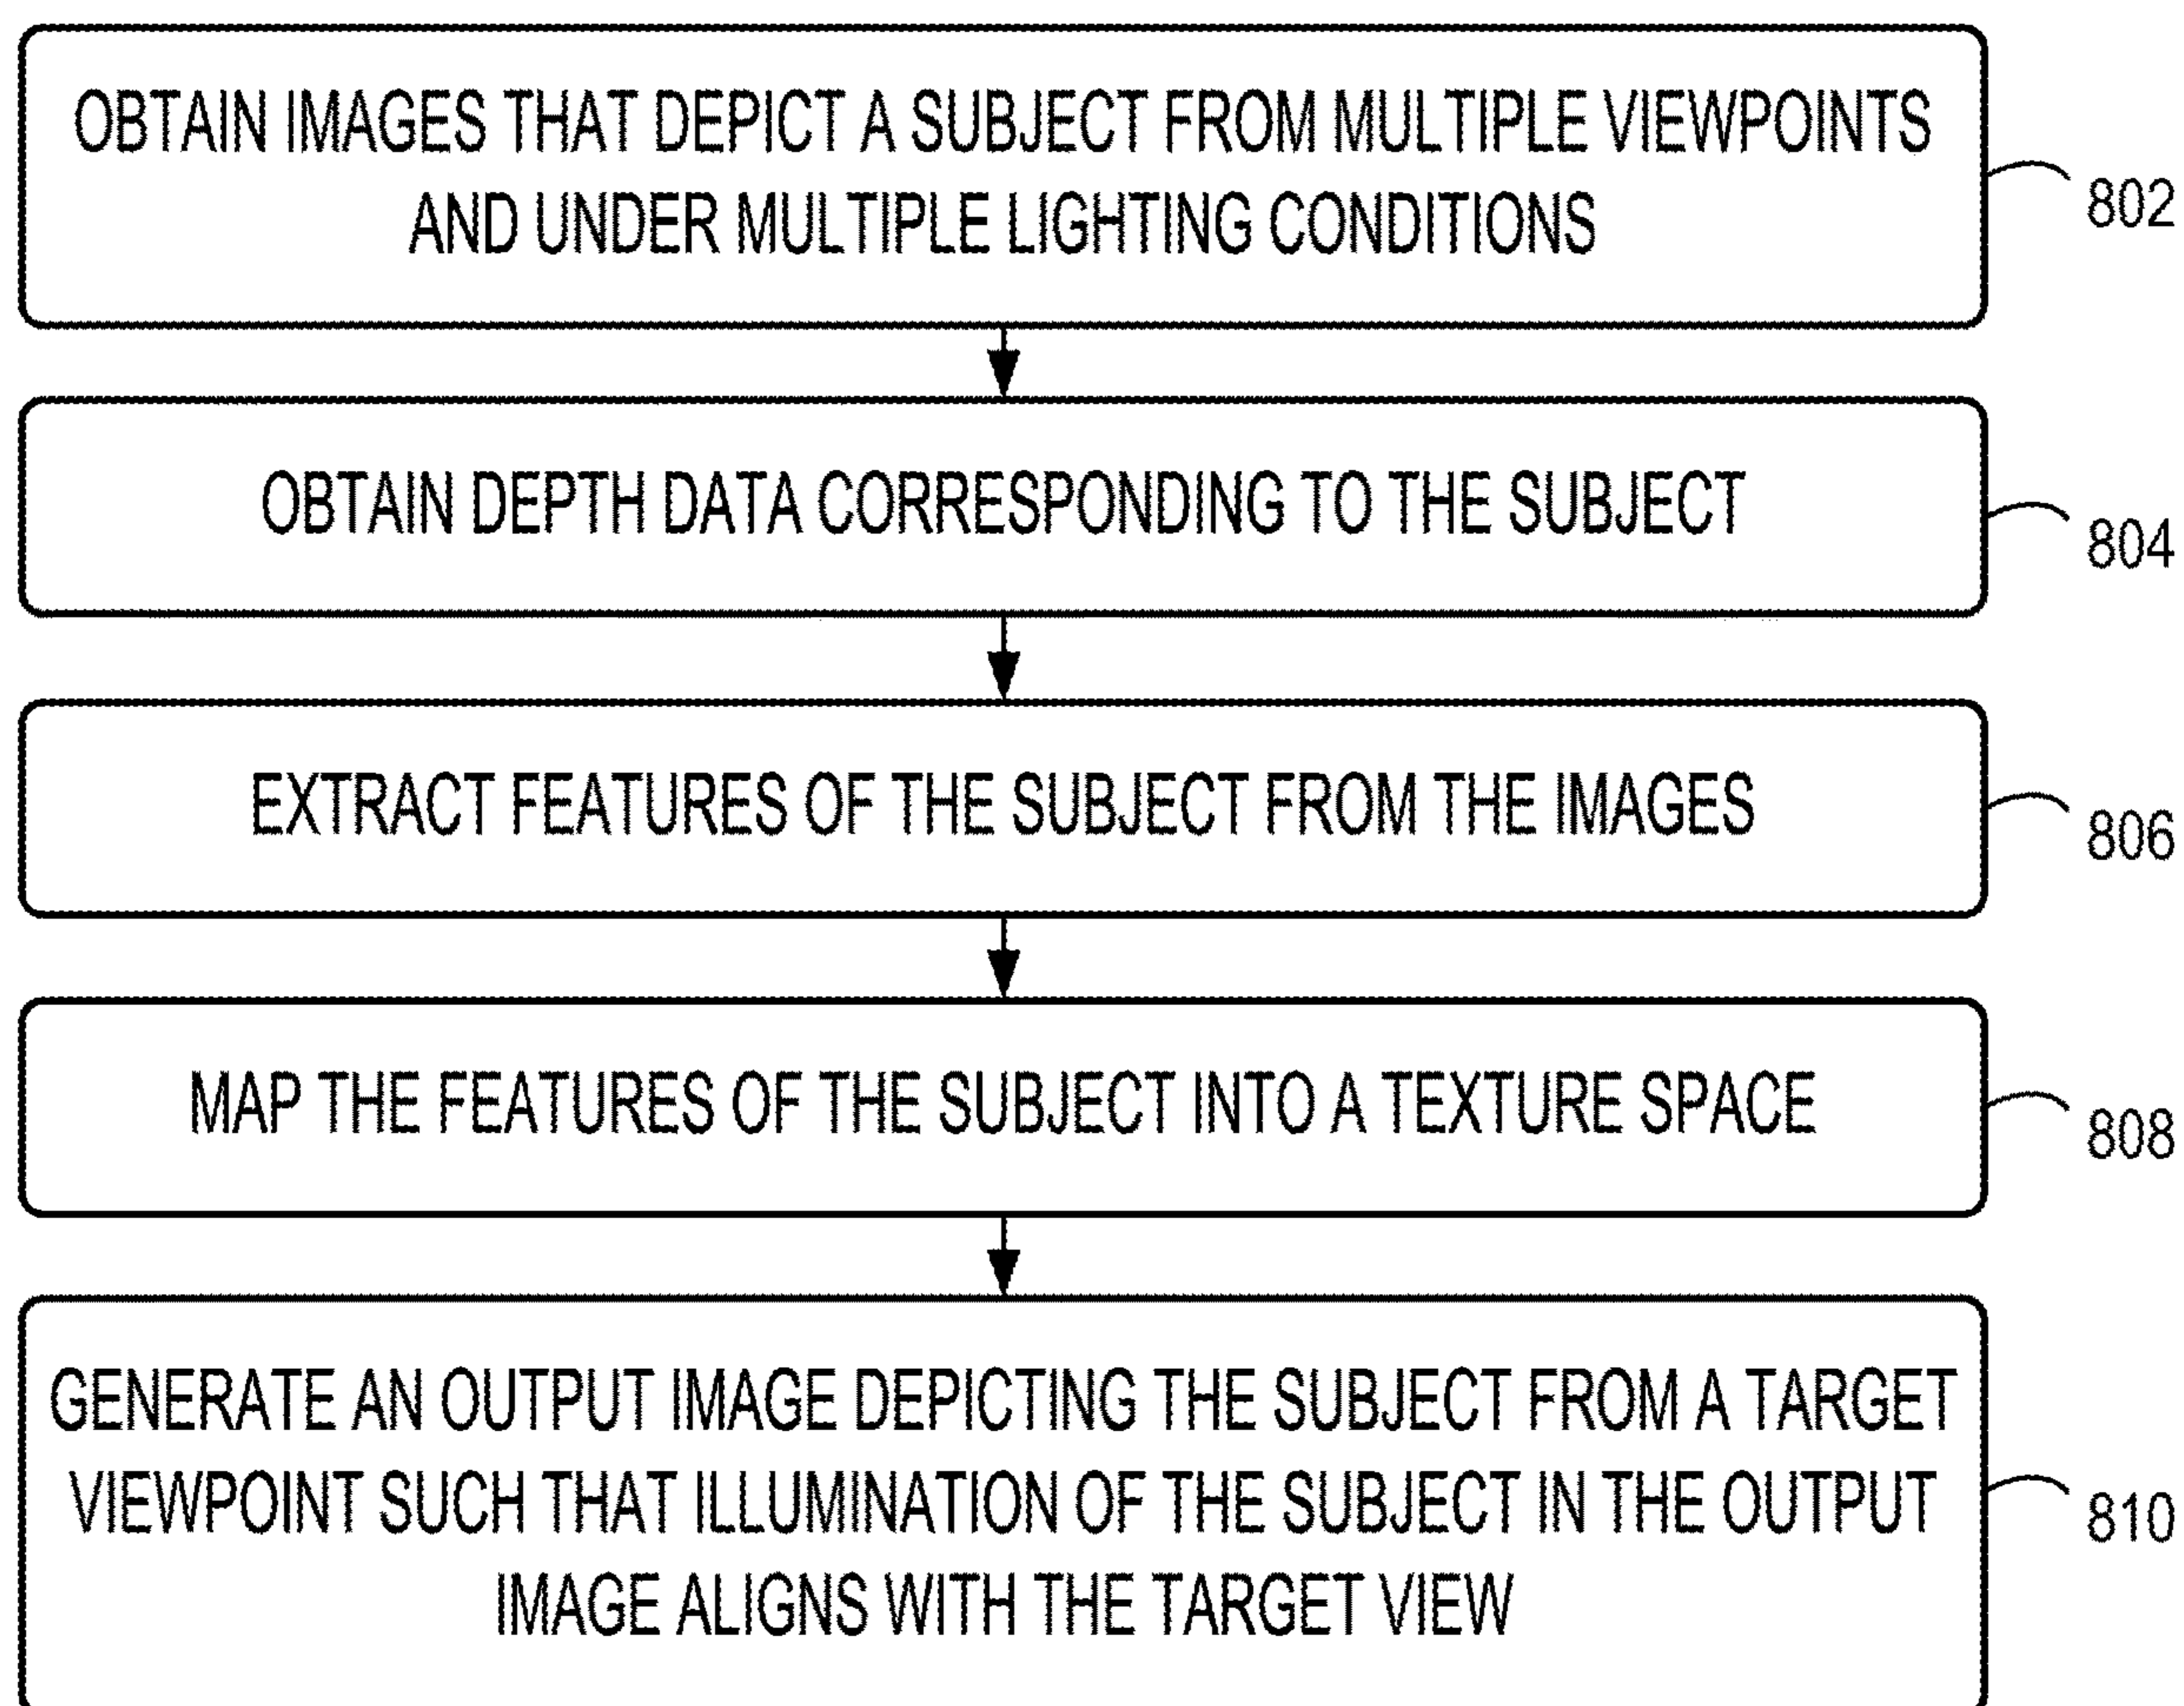 OBTAIN IMAGES THAT DEPICT A SUBJECT FROM MULTIPLE VIEWPOINTS
AND UNDER MULTIPLE LIGHTING CONDITIONS
802
OBTAIN DEPTH DATA CORRESPONDING TO THE SUBJECT
804
EXTRACT FEATURES OF THE SUBJECT FROM THE IMAGES
806
MAP THE FEATURES OF THE SUBJECT INTO A TEXTURE SPACE
808
GENERATE AN OUTPUT IMAGE DEPICTING THE SUBJECT FROM A TARGET
VIEWPOINT SUCH THAT ILLUMINATION OF THE SUBJECT IN THE OUTPUT
IMAGE ALIGNS WITH THE TARGET VIEW
810